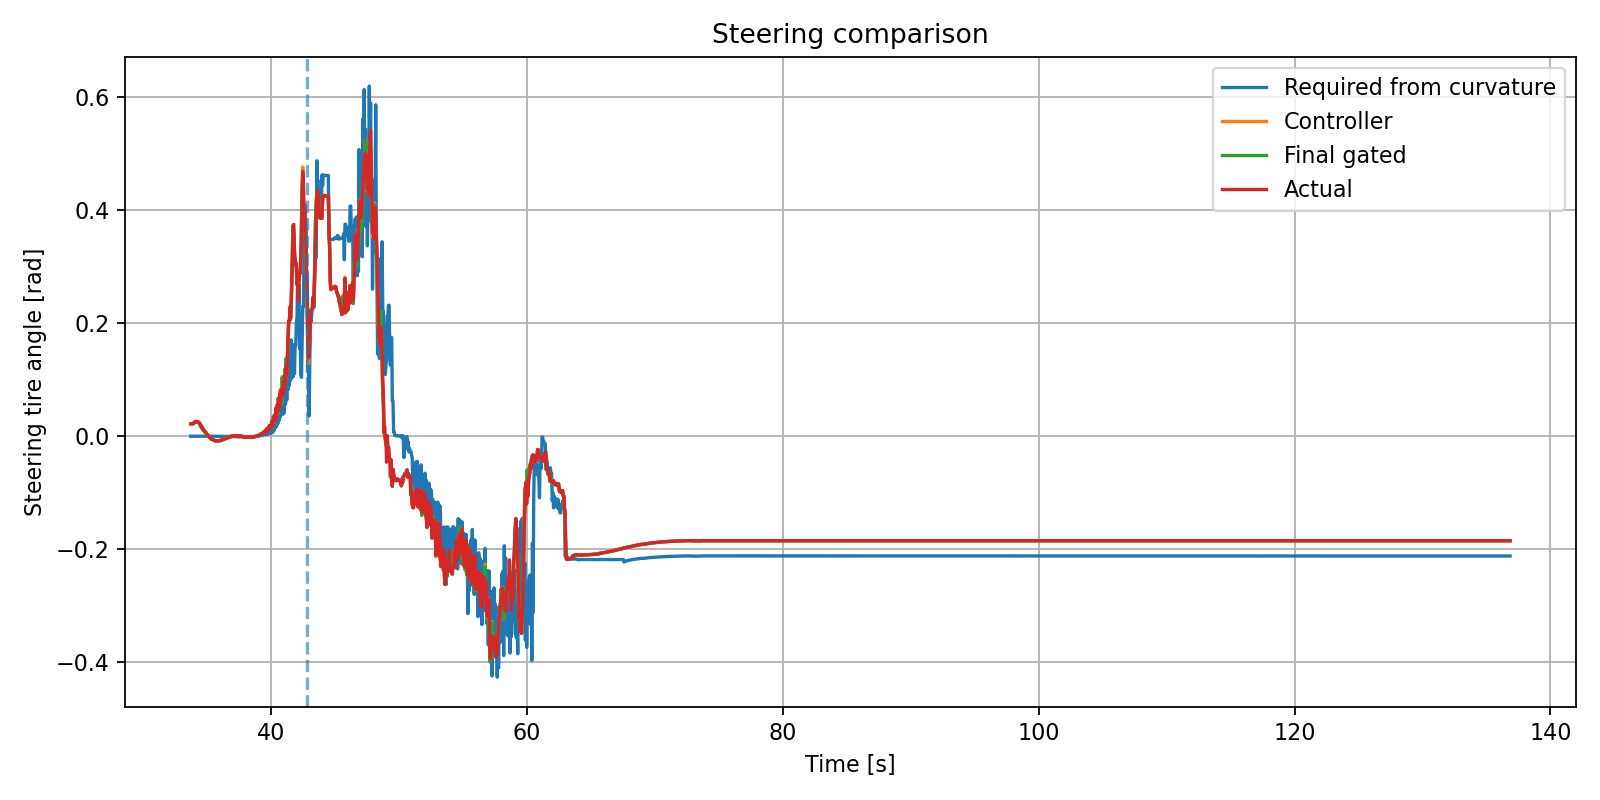 Steering comparison
Required from curvature
Controller
Final gated
Actual
Steering tire angle [rad]
0.6
0.4
0.2
0.0
−0.2
−0.4
40
60
80
100
120
140
Time [s]